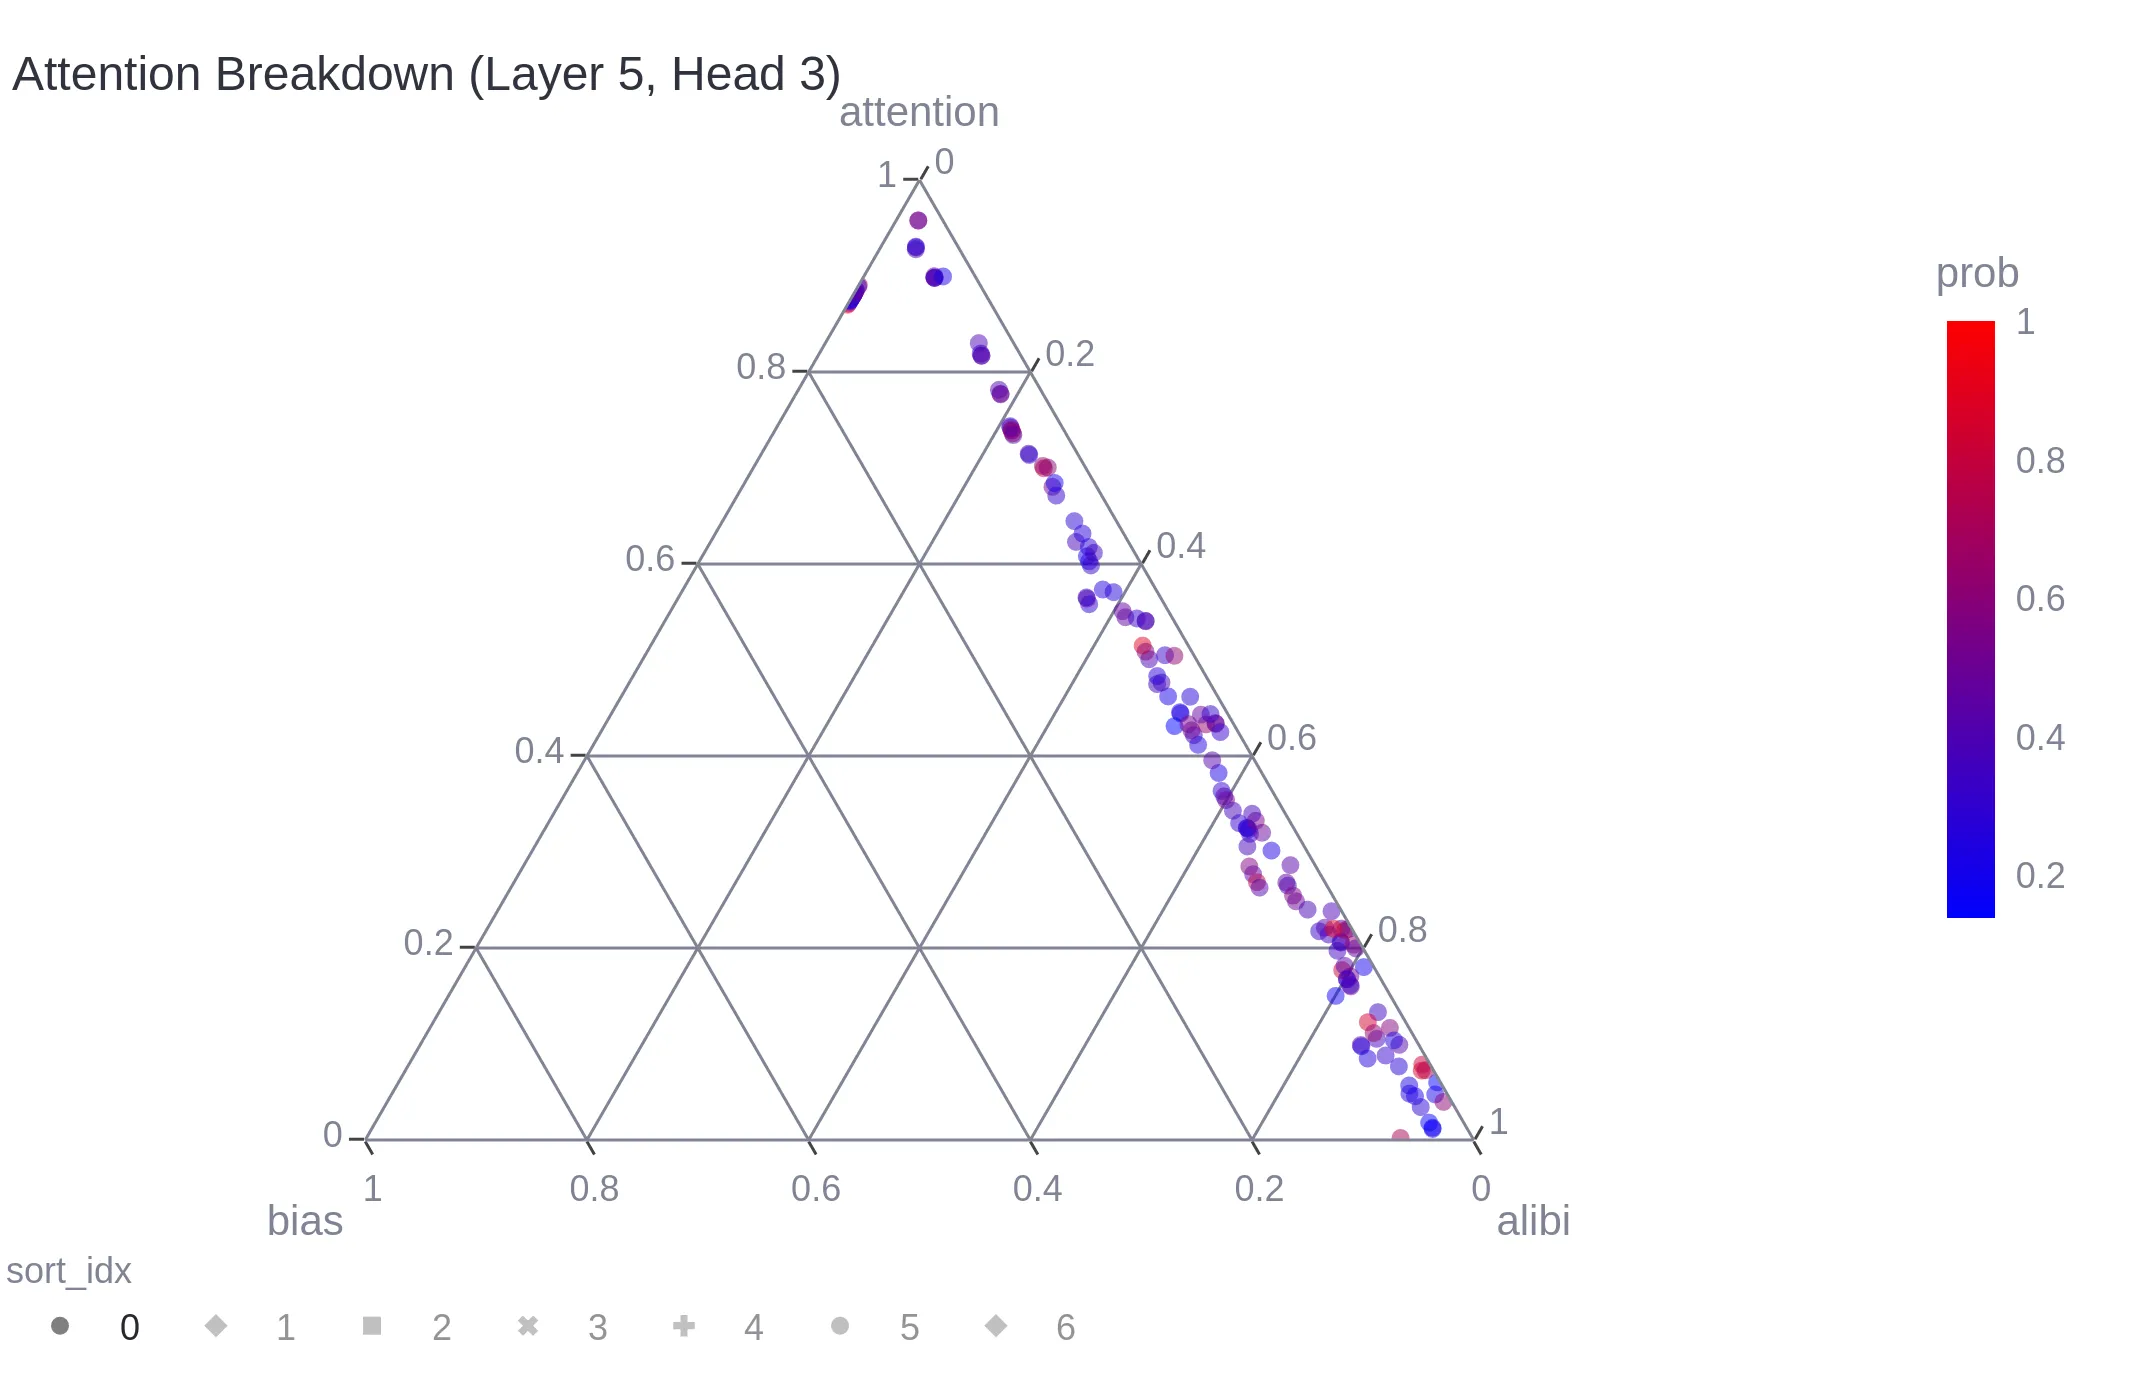 Attention Breakdown (Layer 5, Head 3)
attention
1 0
0.8 0.2
0.6 0.4
0.4 0.6
0.2 0.8
0 1
1 0.8 0.6 0.4 0.2 0
bias alibi
prob
1
0.8
0.6
0.4
0.2
sort_idx
0 1 2 3 4 5 6